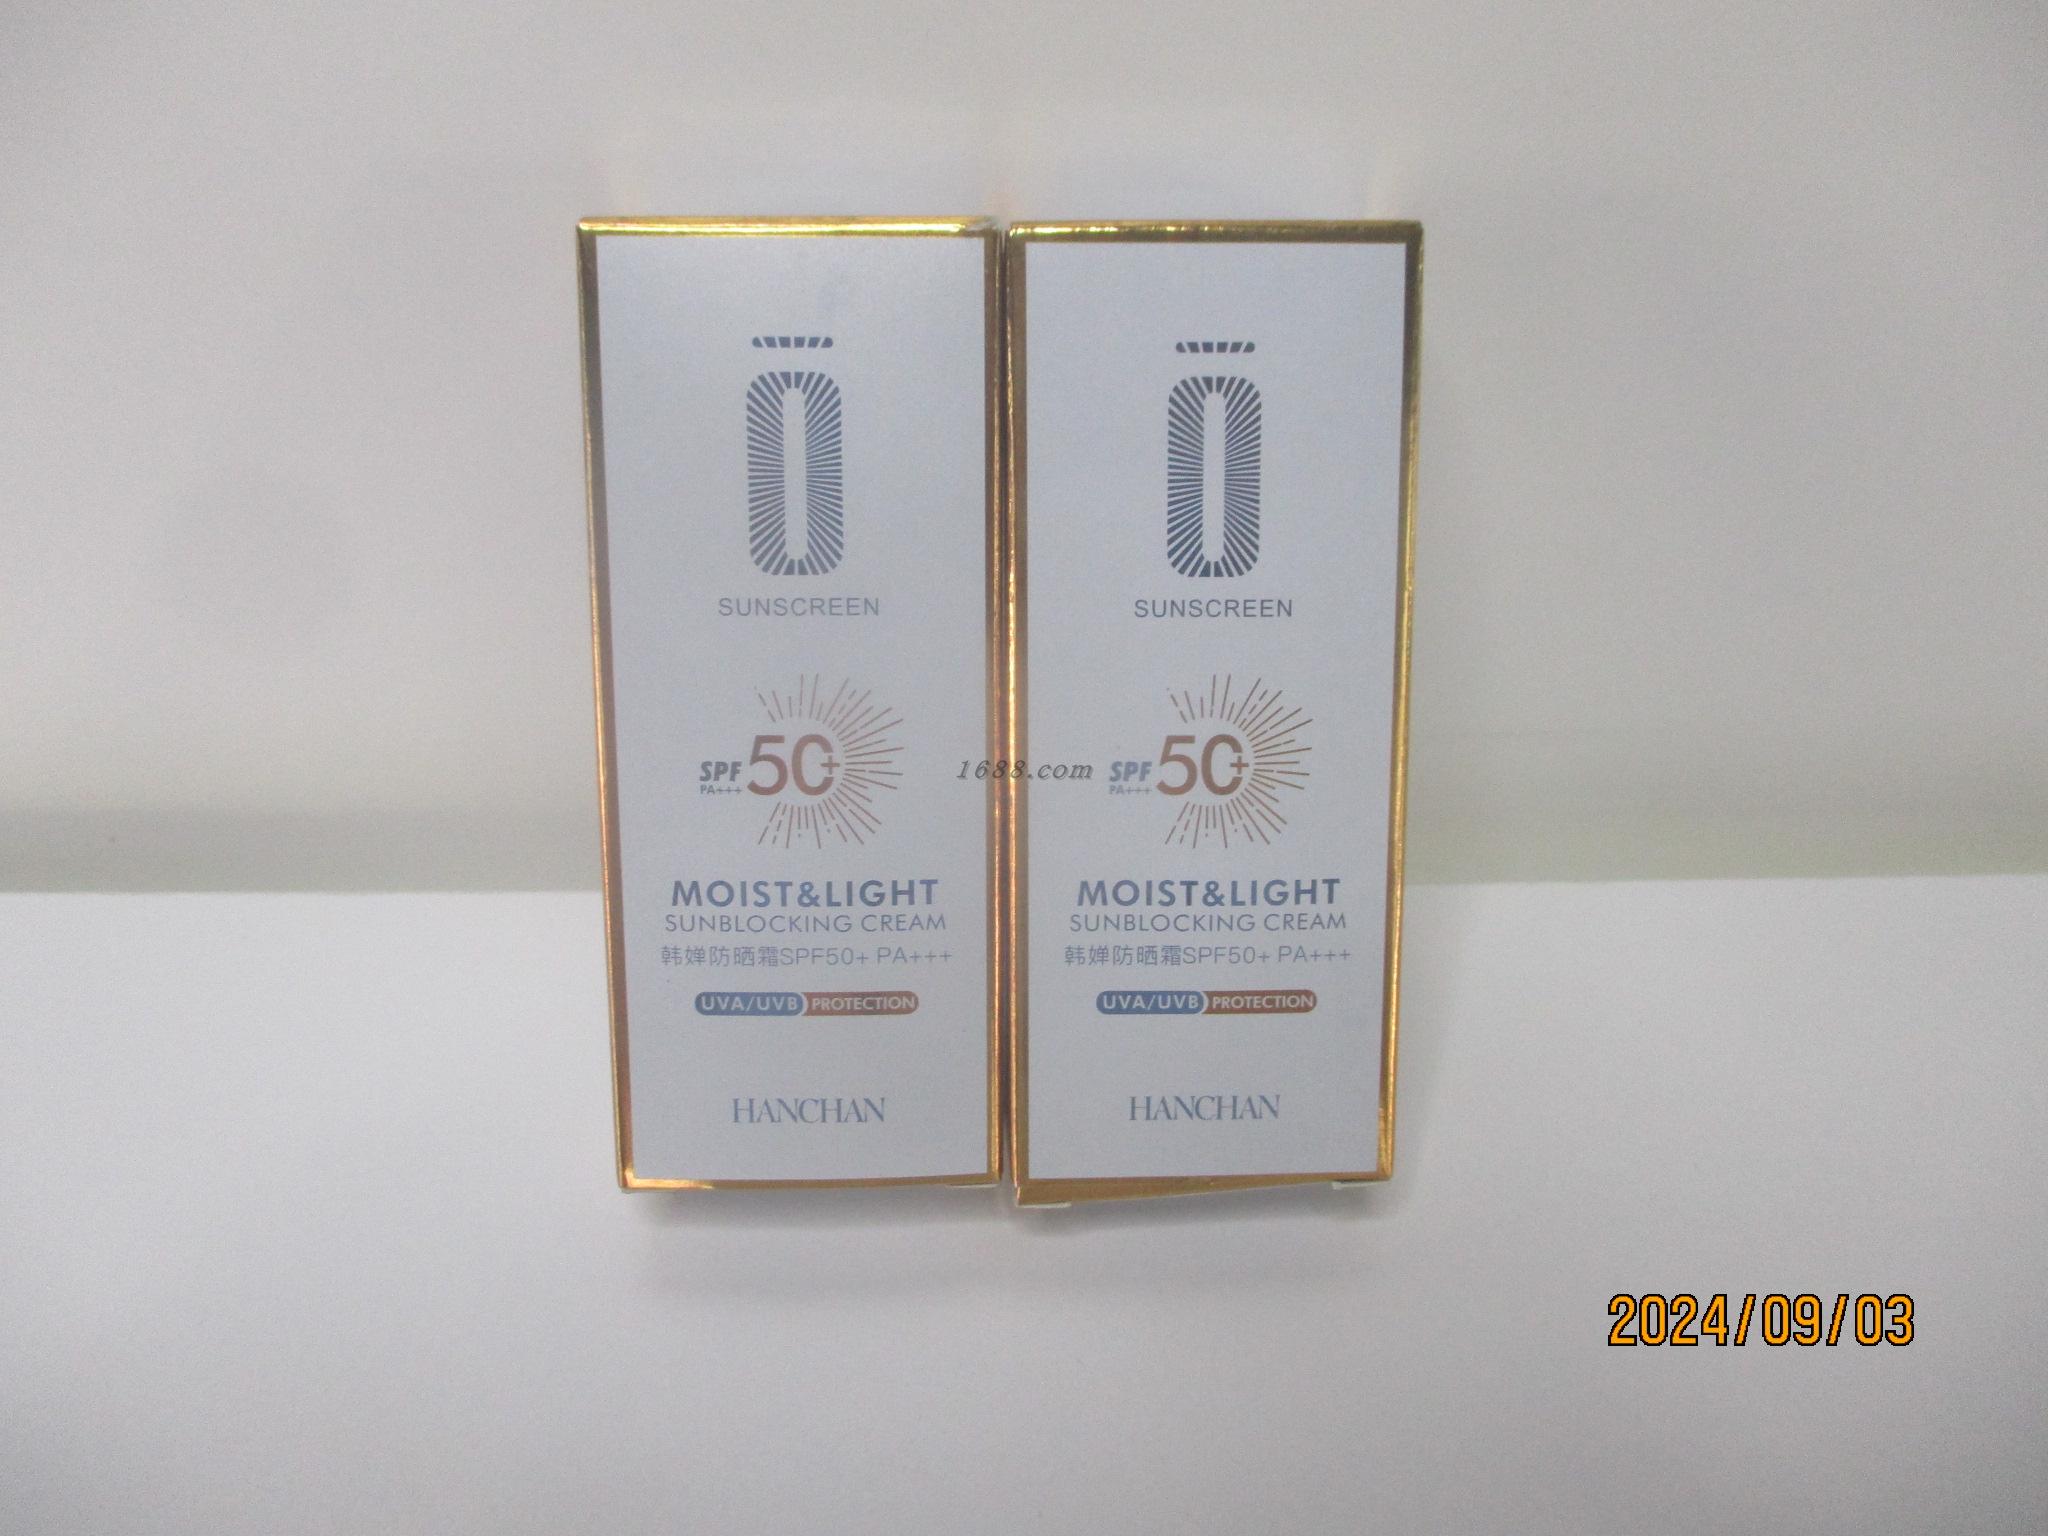 SUNSCREEN
SPF 50+
PA+++
MOIST&LIGHT
SUNBLOCKING CREAM
韩婵防晒霜SPF50+ PA+++
UVA/UVB PROTECTION
HANCHAN
SUNSCREEN
SPF 50+
PA+++
MOIST&LIGHT
SUNBLOCKING CREAM
韩婵防晒霜SPF50+ PA+++
UVA/UVB PROTECTION
HANCHAN
1688.com
2024/09/03